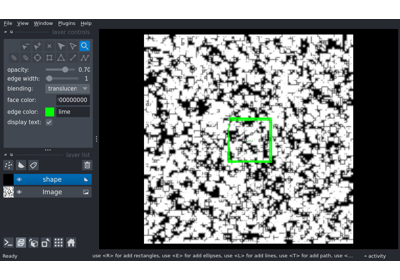 File View Window Plugins Help
layer controls
opacity: 0.70
edge width: 1
blending: translucen
face color: 00000000
edge color: lime
display text:
layer list
shape
Image
Ready
use <R> for add rectangles, use <E> for add ellipses, use <L> for add lines, use <T> for add path, use <...
activity